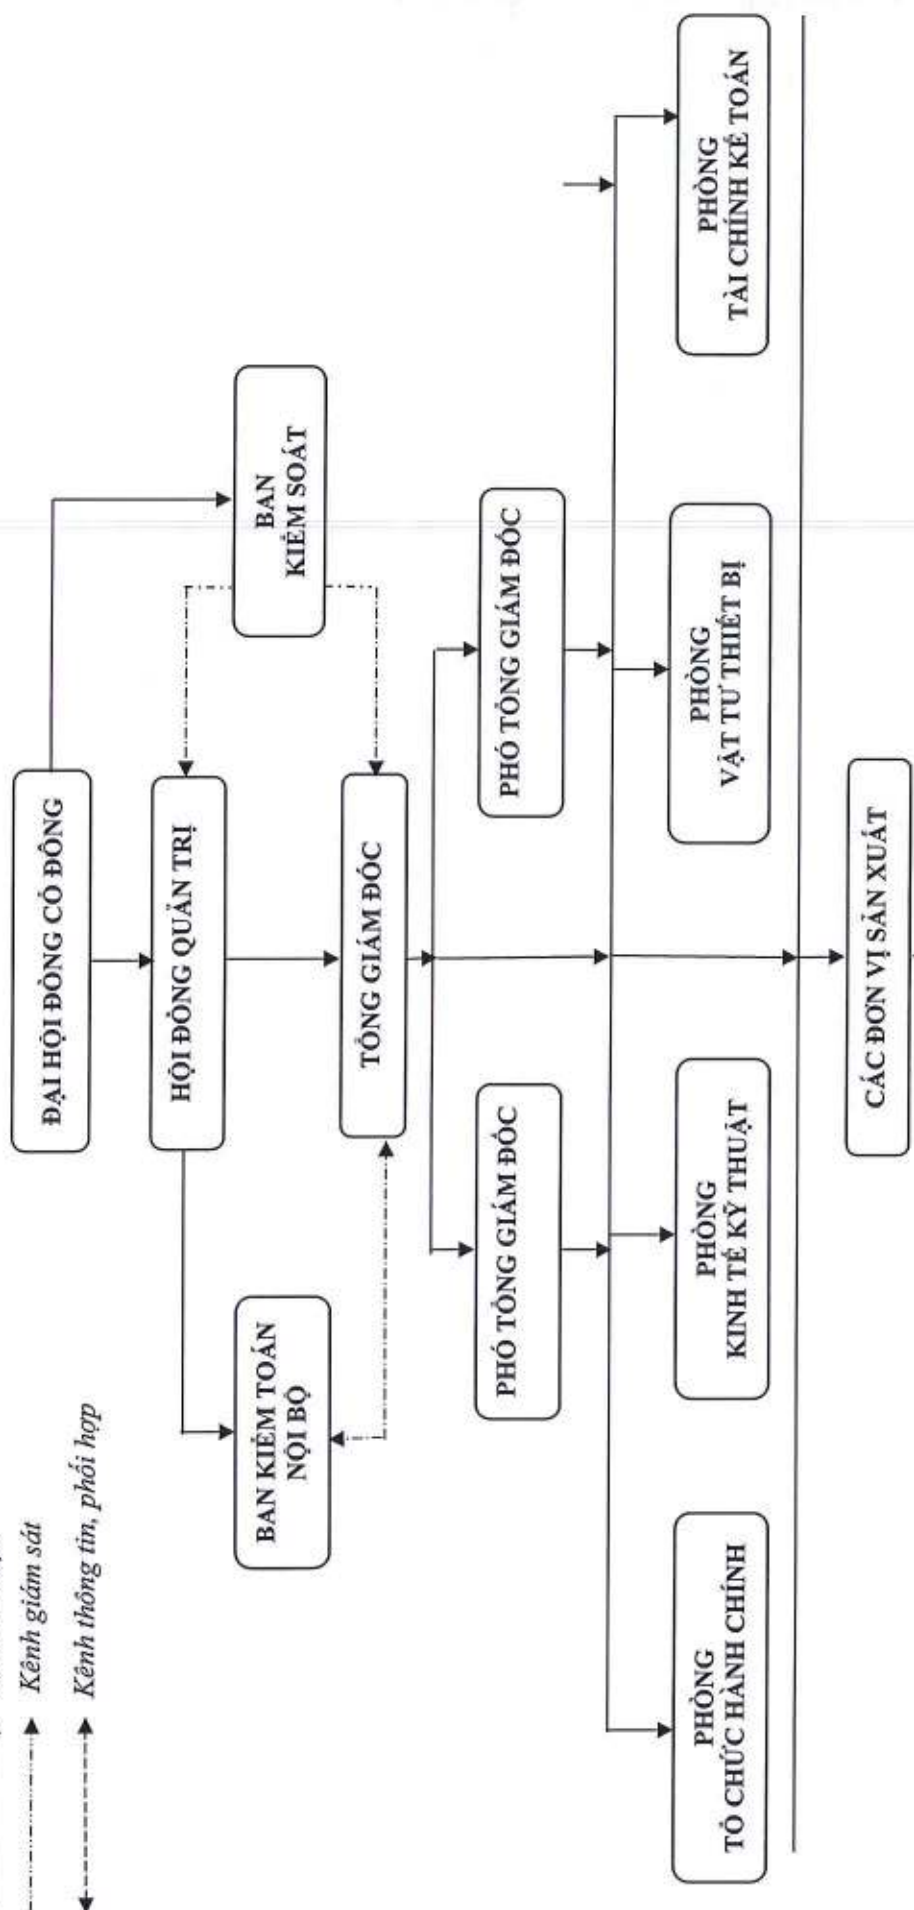 Kênh giám sát
Kênh thông tin, phối hợp
ĐẠI HỘI ĐỒNG CỔ ĐÔNG
HỘI ĐỒNG QUẢN TRỊ
BAN KIỂM TOÁN
NỘI BỘ
BAN
KIỂM SOÁT
TỔNG GIÁM ĐỐC
PHÓ TỔNG GIÁM ĐỐC
PHÓ TỔNG GIÁM ĐỐC
PHÒNG
TỔ CHỨC HÀNH CHÍNH
PHÒNG
KINH TẾ KỸ THUẬT
PHÒNG
VẬT TƯ THIẾT BỊ
PHÒNG
TÀI CHÍNH KẾ TOÁN
CÁC ĐƠN VỊ SẢN XUẤT